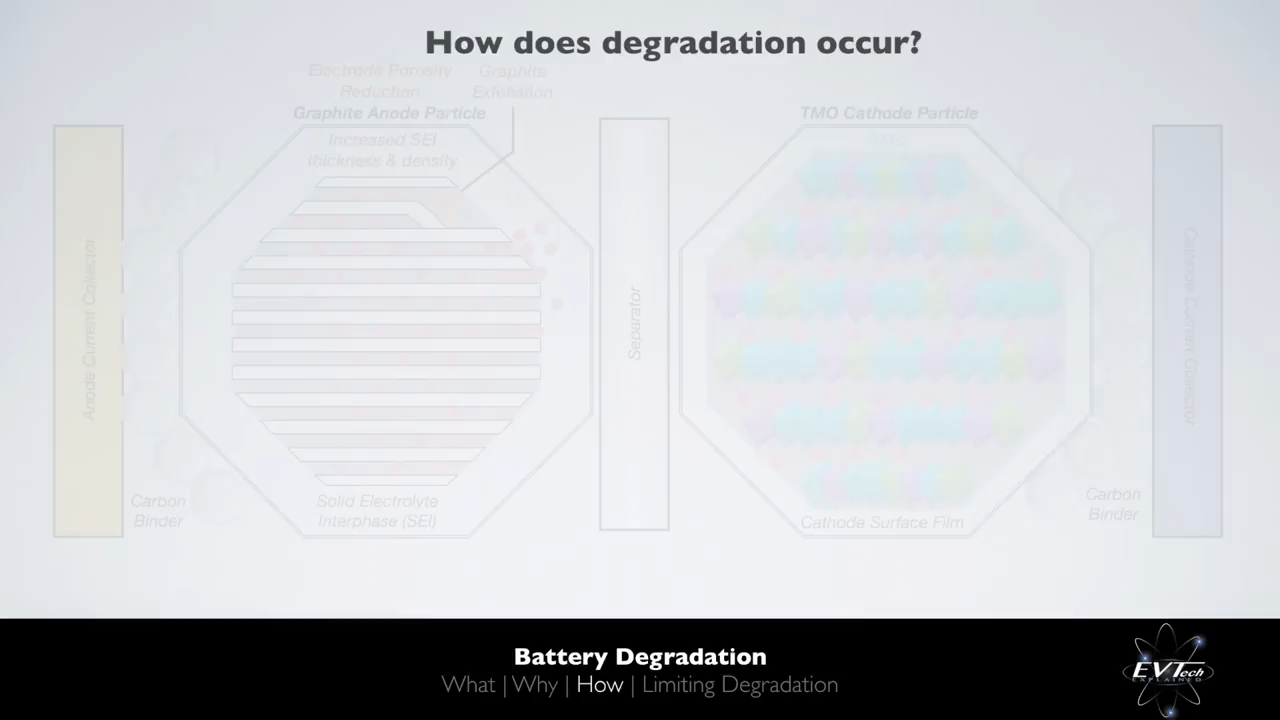 How does degradation occur?
Electrode Porosity
Reduction
Graphite
Exfoliation
Graphite Anode Particle
Increased SEI
thickness & density
TMO Cathode Particle
Anode Current Collector
Separator
Cathode Current Collector
Carbon
Binder
Solid Electrolyte
Interphase (SEI)
Cathode Surface Film
Carbon
Binder
Battery Degradation
What | Why | How | Limiting Degradation
EVTech
EXPLAINED